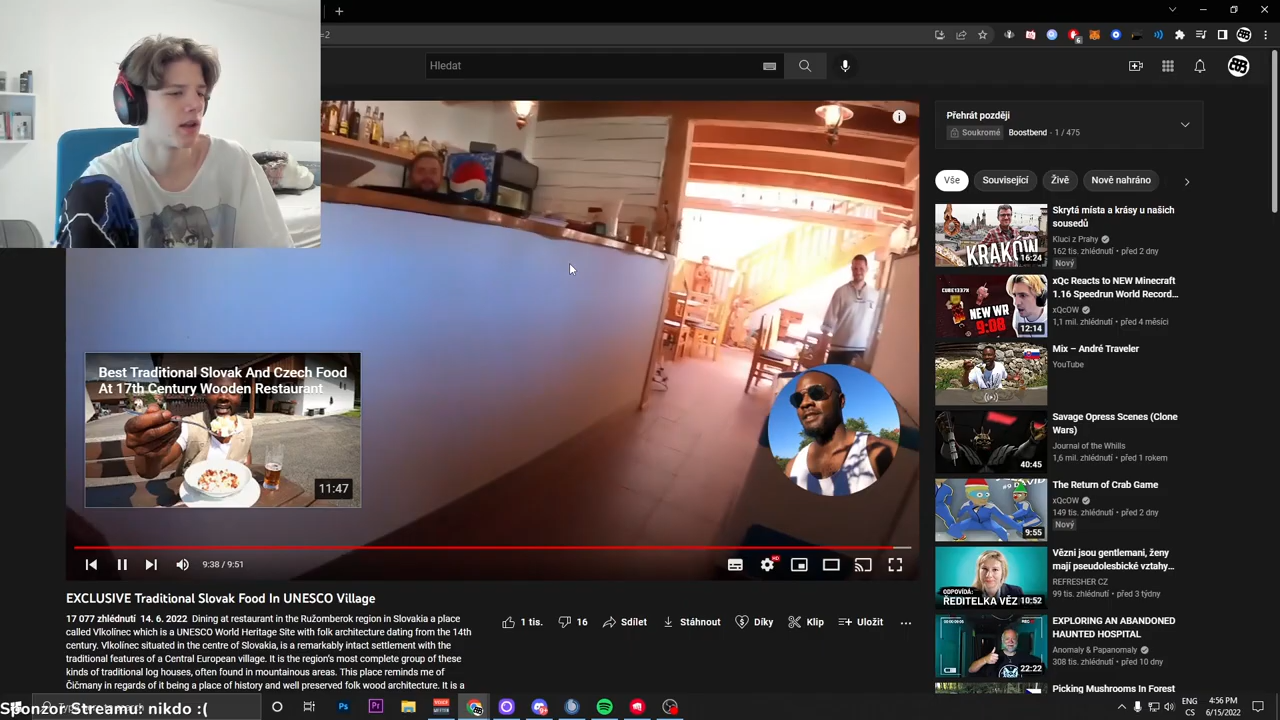 =2
Hledat
Přehrát později
Soukromé Boostbend - 1 / 475
Vše Související Živě Nově nahráno
KRAKÓW
16:24
Skrytá místa a krásy u našich
sousedů
Kluci z Prahy
162 tis. zhlédnutí • před 2 dny
Nový
NEW WR
9:08
12:14
xQc Reacts to NEW Minecraft
1.16 Speedrun World Record...
xQcOW
1,1 mil. zhlédnutí • před 4 měsíci
Mix – André Traveler
YouTube
40:45
Savage Opress Scenes (Clone
Wars)
Journal of the Whills
1,6 mil. zhlédnutí • před 1 rokem
9:55
The Return of Crab Game
xQcOW
149 tis. zhlédnutí • před 2 dny
Nový
ODPOVÍDÁ:
ŘEDITELKA VĚZ
10:52
Vězni jsou gentlemani, ženy
mají pseudolesbické vztahy...
REFRESHER CZ
99 tis. zhlédnutí • před 3 týdny
22:22
EXPLORING AN ABANDONED
HAUNTED HOSPITAL
Anomaly & Papanomaly
308 tis. zhlédnutí • před 10 dny
Picking Mushrooms In Forest
Best Traditional Slovak And Czech Food
At 17th Century Wooden Restaurant
11:47
9:38 / 9:51
HD
EXCLUSIVE Traditional Slovak Food In UNESCO Village
17 077 zhlédnutí 14. 6. 2022 Dining at restaurant in the Ružomberok region in Slovakia a place
called Vlkolínec which is a UNESCO World Heritage Site with folk architecture dating from the 14th
century. Vlkolínec situated in the centre of Slovakia, is a remarkably intact settlement with the
traditional features of a Central European village. It is the region's most complete group of these
kinds of traditional log houses, often found in mountainous areas. This place reminds me of
Čičmany in regards of it being a place of history and well preserved folk wood architecture. It is a
1 tis. 16 Sdílet Stáhnout Díky Klip Uložit
Sponzor Streamu: nikdo :(
Ps Pr
ENG
CS
4:56 PM
6/15/2022